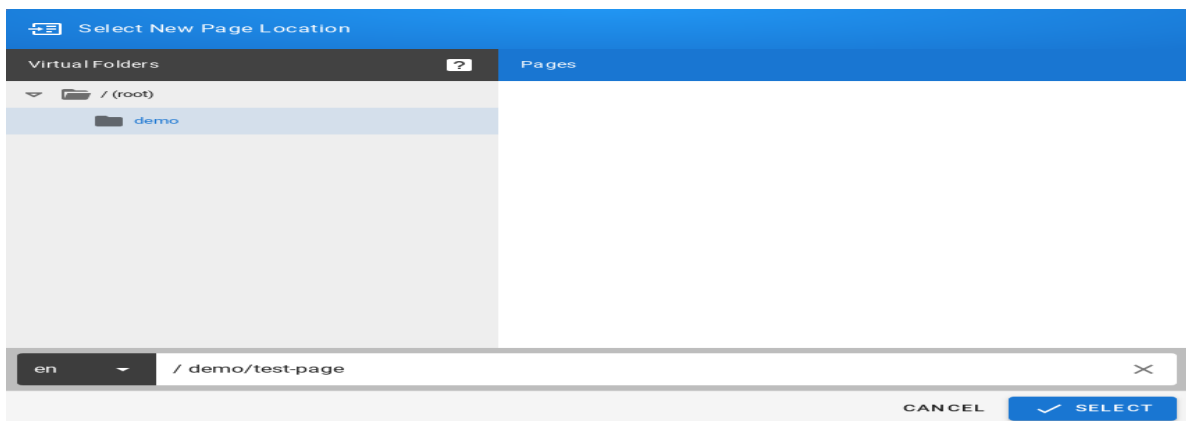 Select New Page Location
Virtual Folders ? Pages
/ (root)
demo
en / demo/test-page
CANCEL SELECT